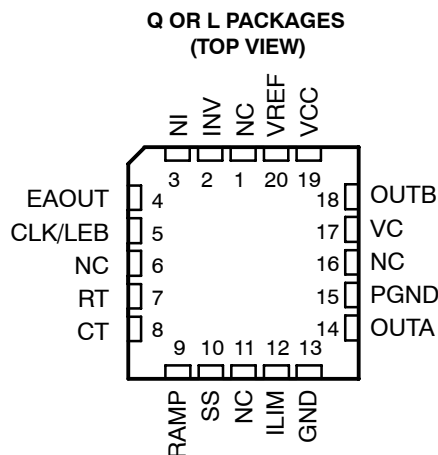 Q OR L PACKAGES
(TOP VIEW)
NI
INV
NC
VREF
VCC
3 2 1 20 19
EAOUT 4
CLK/LEB 5
NC 6
RT 7
CT 8
18 OUTB
17 VC
16 NC
15 PGND
14 OUTA
9 10 11 12 13
RAMP
SS
NC
ILIM
GND